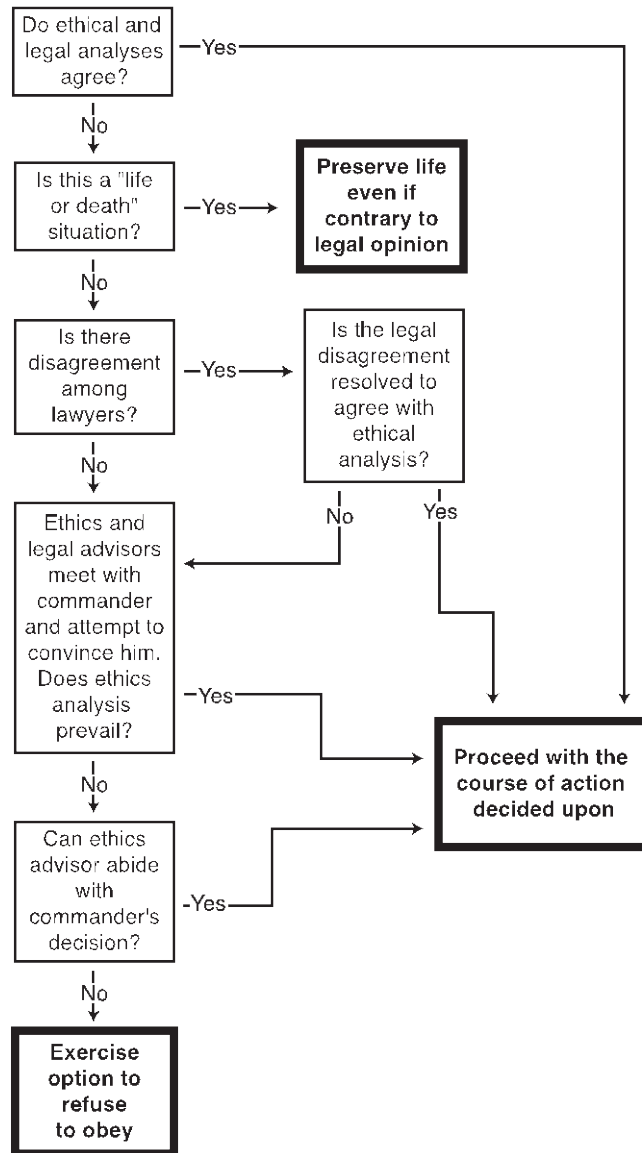 Do ethical and
legal analyses
agree?
Yes
No
Is this a "life
or death"
situation?
Yes
Preserve life
even if
contrary to
legal opinion
No
Is there
disagreement
among
lawyers?
Yes
Is the legal
disagreement
resolved to
agree with
ethical
analysis?
No
No
Yes
Ethics and
legal advisors
meet with
commander
and attempt to
convince him.
Does ethics
analysis
prevail?
Yes
Proceed with the
course of action
decided upon
No
Can ethics
advisor abide
with
commander's
decision?
Yes
No
Exercise
option to
refuse
to obey